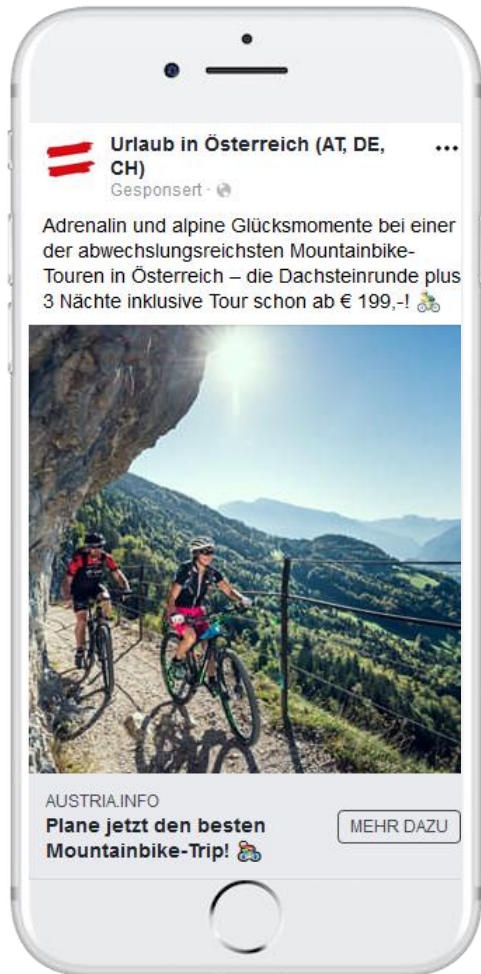 Urlaub in Österreich (AT, DE,
CH)
Gesponsert ·
Adrenalin und alpine Glücksmomente bei einer
der abwechslungsreichsten Mountainbike-
Touren in Österreich – die Dachsteinrunde plus
3 Nächte inklusive Tour schon ab € 199,-! 🚴
AUSTRIA.INFO
Plane jetzt den besten
Mountainbike-Trip! 🚵
MEHR DAZU